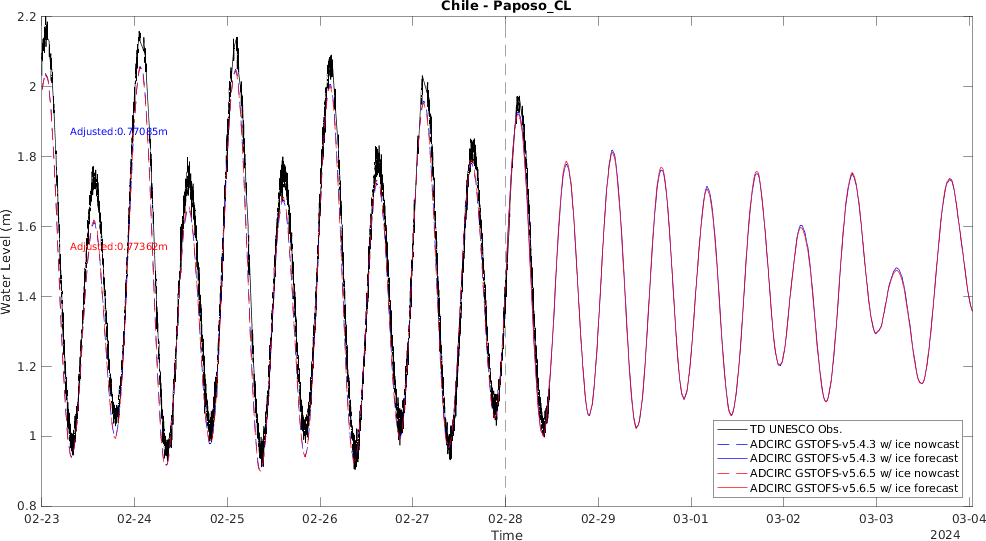 Chile - Paposo_CL
Water Level (m)
2.2
2
1.8
1.6
1.4
1.2
1
0.8
Adjusted:0.77085m
Adjusted:0.77362m
TD UNESCO Obs.
ADCIRC GSTOFS-v5.4.3 w/ ice nowcast
ADCIRC GSTOFS-v5.4.3 w/ ice forecast
ADCIRC GSTOFS-v5.6.5 w/ ice nowcast
ADCIRC GSTOFS-v5.6.5 w/ ice forecast
02-23 02-24 02-25 02-26 02-27 02-28 02-29 03-01 03-02 03-03 03-04
Time
2024